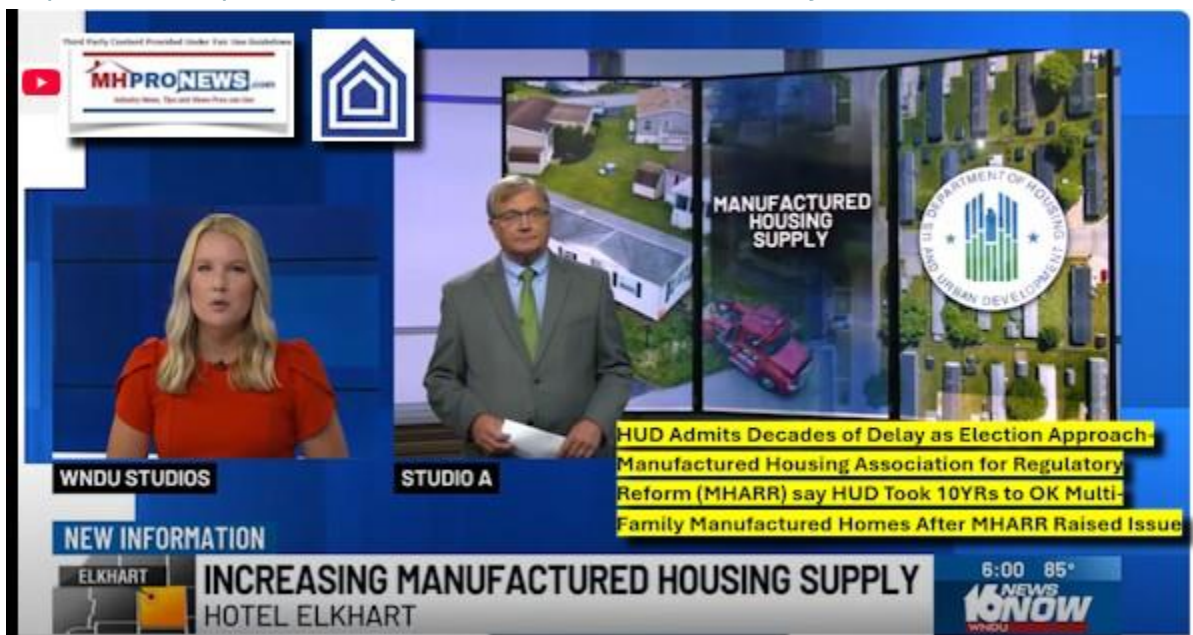 Third Party Content Provided Under Fair Use Guidelines
MHPRONEWS.com
Industry News, Tips and Views Pros can Use
MANUFACTURED
HOUSING
SUPPLY
US DEPARTMENT OF HOUSING
AND URBAN DEVELOPMENT
HUD Admits Decades of Delay as Election Approach-
Manufactured Housing Association for Regulatory
Reform (MHARR) say HUD Took 10YRs to OK Multi-
Family Manufactured Homes After MHARR Raised Issue
WNDU STUDIOS
STUDIO A
NEW INFORMATION
ELKHART
INCREASING MANUFACTURED HOUSING SUPPLY
HOTEL ELKHART
6:00 85°
16 NEWS
NOW
WNDU